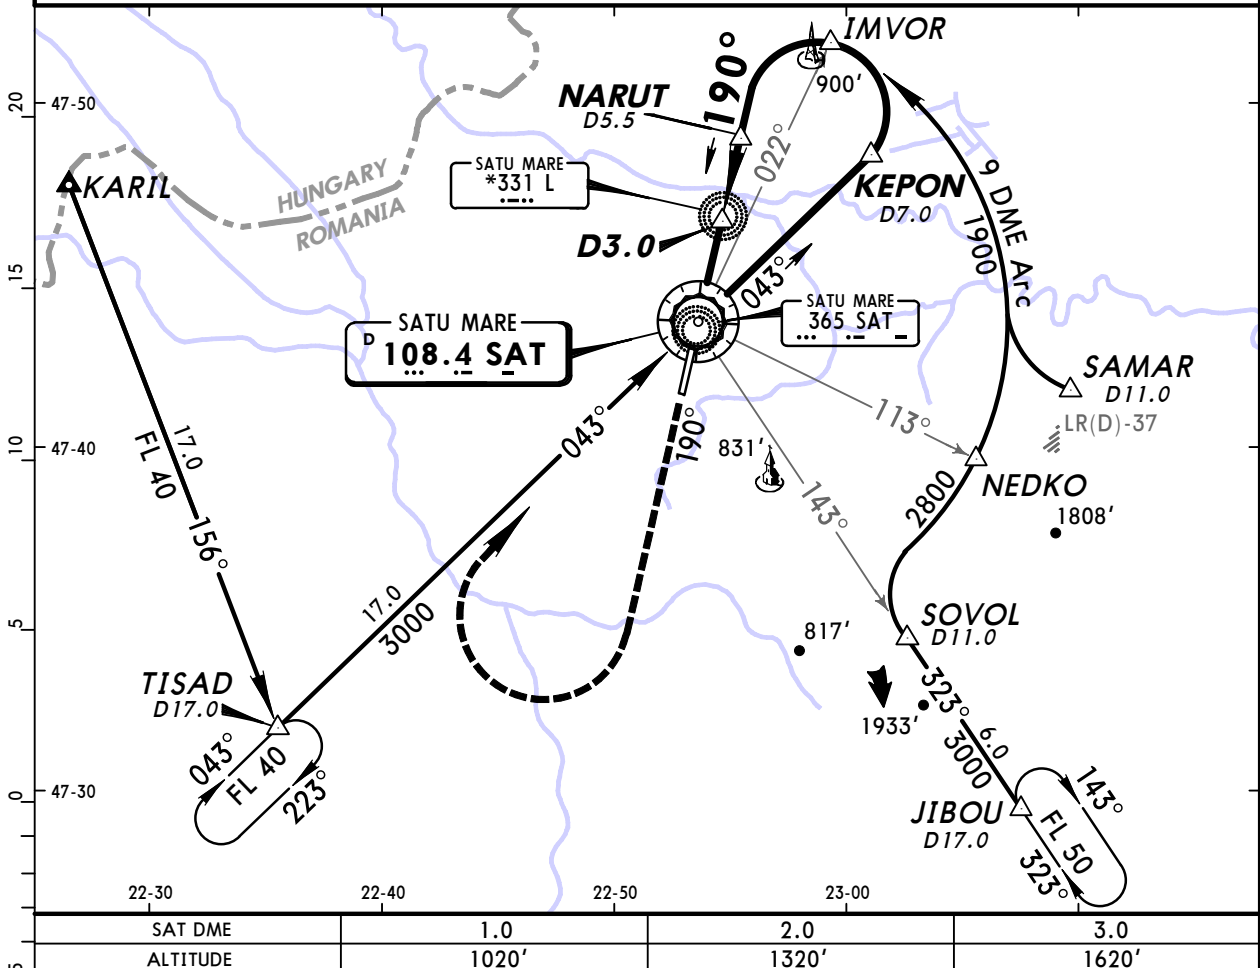 IMVOR
190°
900'
NARUT
D5.5
20
47-50
022°
SATU MARE
*331 L
KARIL
HUNGARY
ROMANIA
KEPON
D7.0
9 DME Arc
1900
D3.0
043°
15
SATU MARE
365 SAT
SATU MARE
D 108.4 SAT
SAMAR
D11.0
LR(D)-37
113°
043°
190°
831'
10
47-40
17.0
FL 40
156°
NEDKO
2800
1808'
143°
17.0
3000
SOVOL
D11.0
5
817'
TISAD
D17.0
1933'
323°
6.0
3000
043°
FL 40
223°
0
47-30
JIBOU
D17.0
143°
FL 50
323°
22-30
22-40
22-50
23-00
SAT DME
1.0
2.0
3.0
ALTITUDE
1020'
1320'
1620'